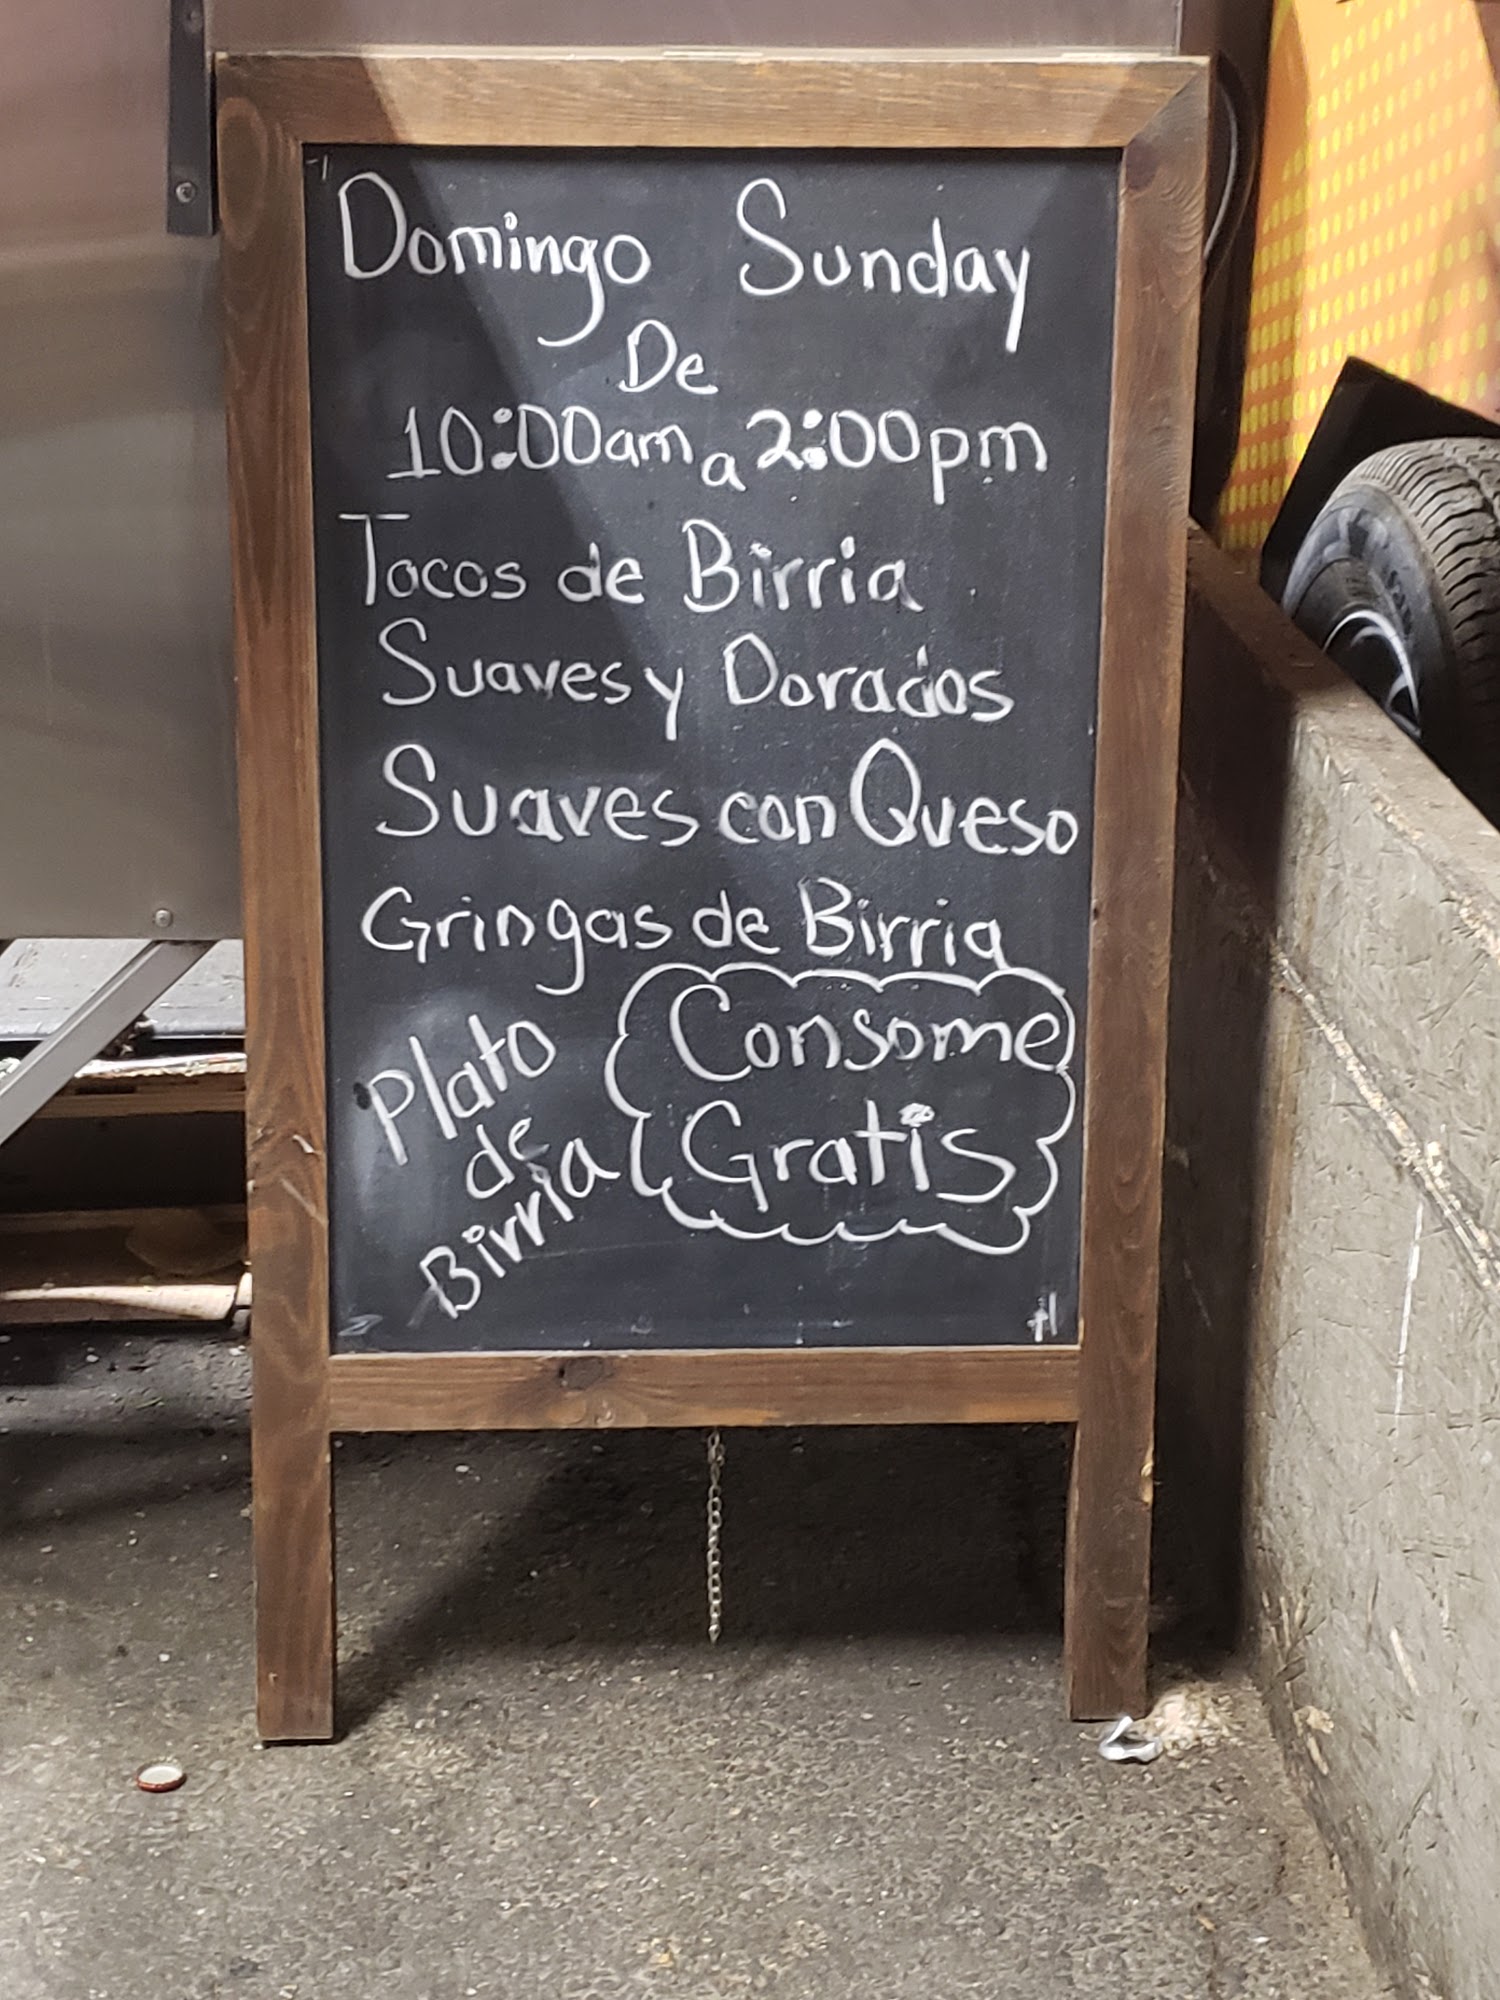 Domingo Sunday
De
10:00am a 2:00pm
Tacos de Birria
Suaves y Dorados
Suaves con Queso
Gringas de Birria
Plato
de
Birria
Consome
Gratis